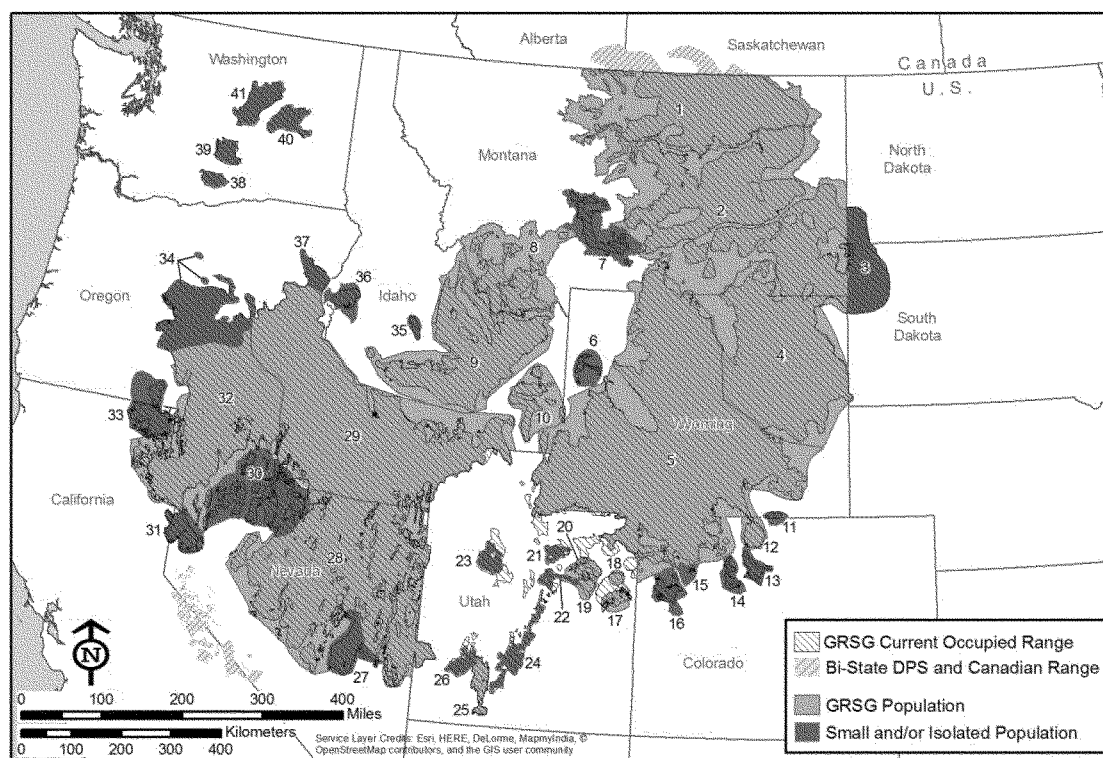 Alberta
Saskatchewan
Canada
U.S.
Washington
41
40
39
38
Montana
North
Dakota
1
2
3
8
7
37
36
34
Idaho
35
Oregon
South
Dakota
6
4
9
10
32
33
29
Wyoming
5
California
30
31
11
12
20
21
18
23
28
Nevada
15
13
14
Utah
22
19
17
16
24
Colorado
26
27
25
N
0 100 200 300 400
Miles
Kilometers
0 100 200 300 400
Service Layer Credits: Esri, HERE, DeLorme, MapmyIndia, ©
OpenStreetMap contributors, and the GIS user community
GRSG Current Occupied Range
Bi-State DPS and Canadian Range
GRSG Population
Small and/or Isolated Population